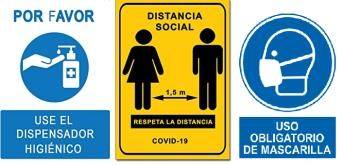 POR FAVOR
USE EL
DISPENSADOR
HIGIÉNICO
DISTANCIA
SOCIAL
1,5 m
RESPETA LA DISTANCIA
COVID-19
USO
OBLIGATORIO
DE MASCARILLA